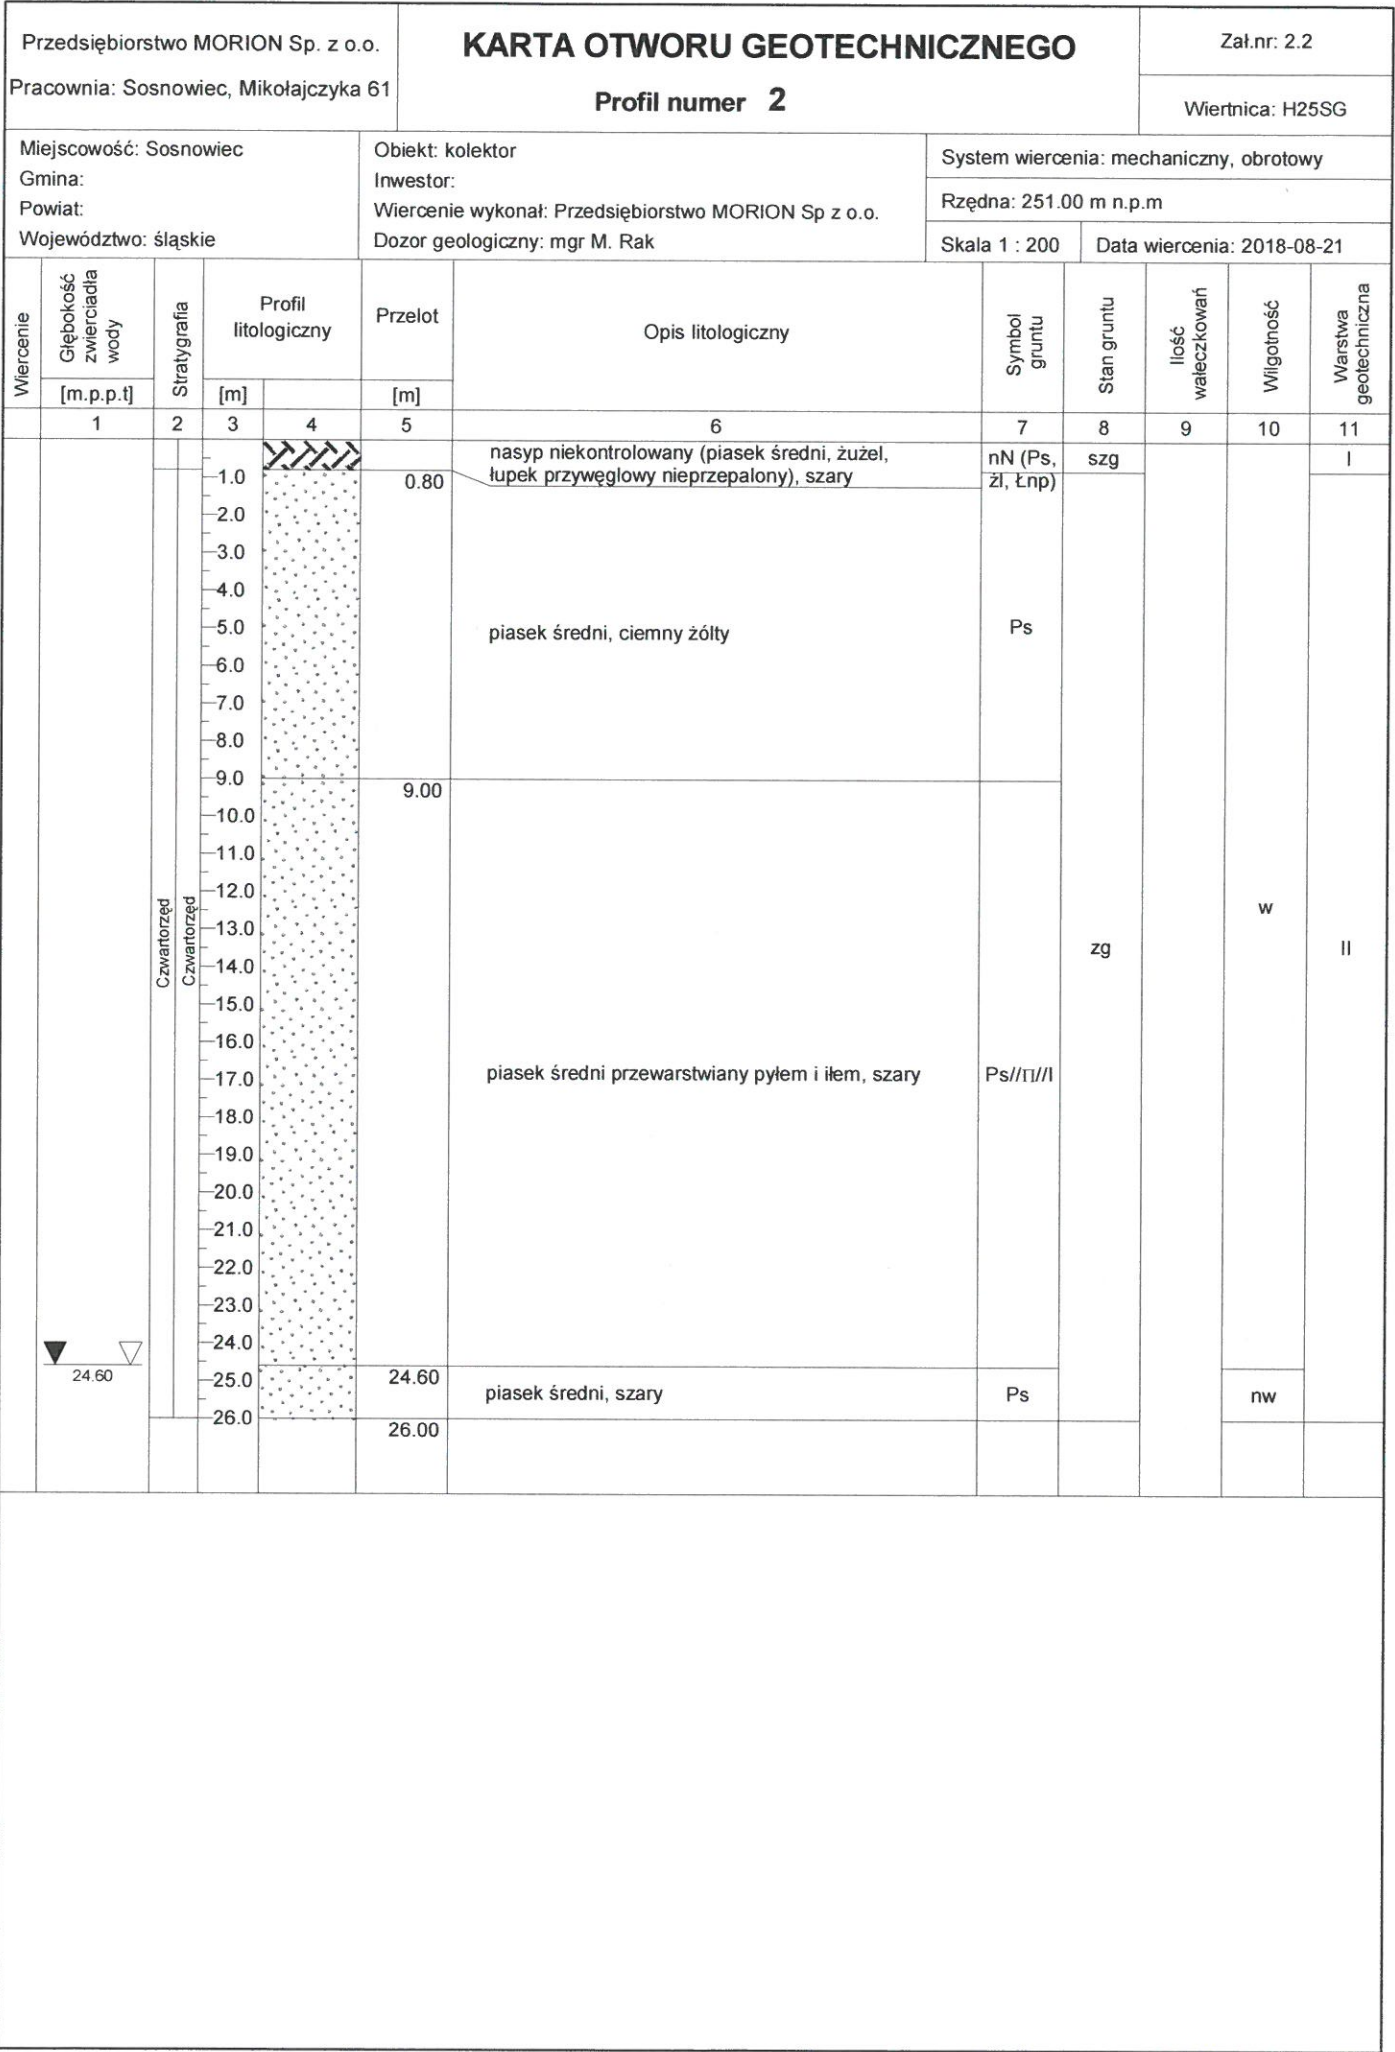 Przedsiębiorstwo MORION Sp. z o.o.
Pracownia: Sosnowiec, Mikołajczyka 61
KARTA OTWORU GEOTECHNICZNEGO
Profil numer 2
Zał.nr: 2.2
Wiertnica: H25SG
Miejscowość: Sosnowiec
Gmina:
Powiat:
Województwo: śląskie
Obiekt: kolektor
Inwestor:
Wiercenie wykonał: Przedsiębiorstwo MORION Sp z o.o.
Dozor geologiczny: mgr M. Rak
System wiercenia: mechaniczny, obrotowy
Rzędna: 251.00 m n.p.m
Skala 1 : 200
Data wiercenia: 2018-08-21
Wiercenie
Głębokość
zwierciadła
wody
[m.p.p.t]
Stratygrafia
Profil
litologiczny
[m]
Przelot
[m]
Opis litologiczny
Symbol
gruntu
Stan gruntu
Ilość
wałeczkowań
Wilgotność
Warstwa
geotechniczna
1 2 3 4 5 6 7 8 9 10 11
nasyp niekontrolowany (piasek średni, żużel,
łupek przywęglowy nieprzepalony), szary
nN (Ps,
żl, Łnp)
szg
I
1.0
0.80
2.0
3.0
4.0
5.0
piasek średni, ciemny żólty
Ps
6.0
7.0
8.0
9.0
9.00
10.0
11.0
12.0
w
13.0
Czwartorzęd
Czwartorzęd
zg
II
14.0
15.0
16.0
17.0
piasek średni przewarstwiany pyłem i iłem, szary
Ps//Π//I
18.0
19.0
20.0
21.0
22.0
23.0
24.0
24.60
24.60
25.0
piasek średni, szary
Ps
nw
26.0
26.00